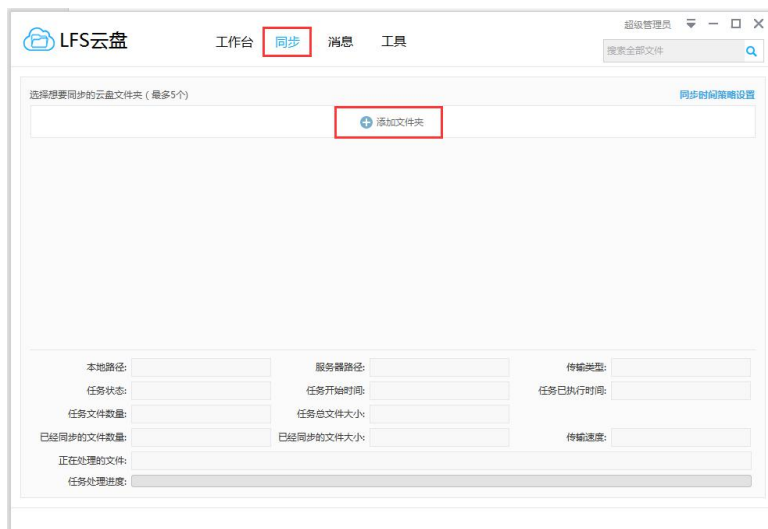 超级管理员
LFS云盘
工作台 同步 消息 工具
搜索全部文件
选择想要同步的云盘文件夹(最多5个)
同步时间策略设置
添加文件夹
本地路径: 服务器路径: 传输类型:
任务状态: 任务开始时间: 任务已执行时间:
任务文件数量: 任务总文件大小:
已经同步的文件数量: 已经同步的文件大小: 传输速度:
正在处理的文件:
任务处理进度: